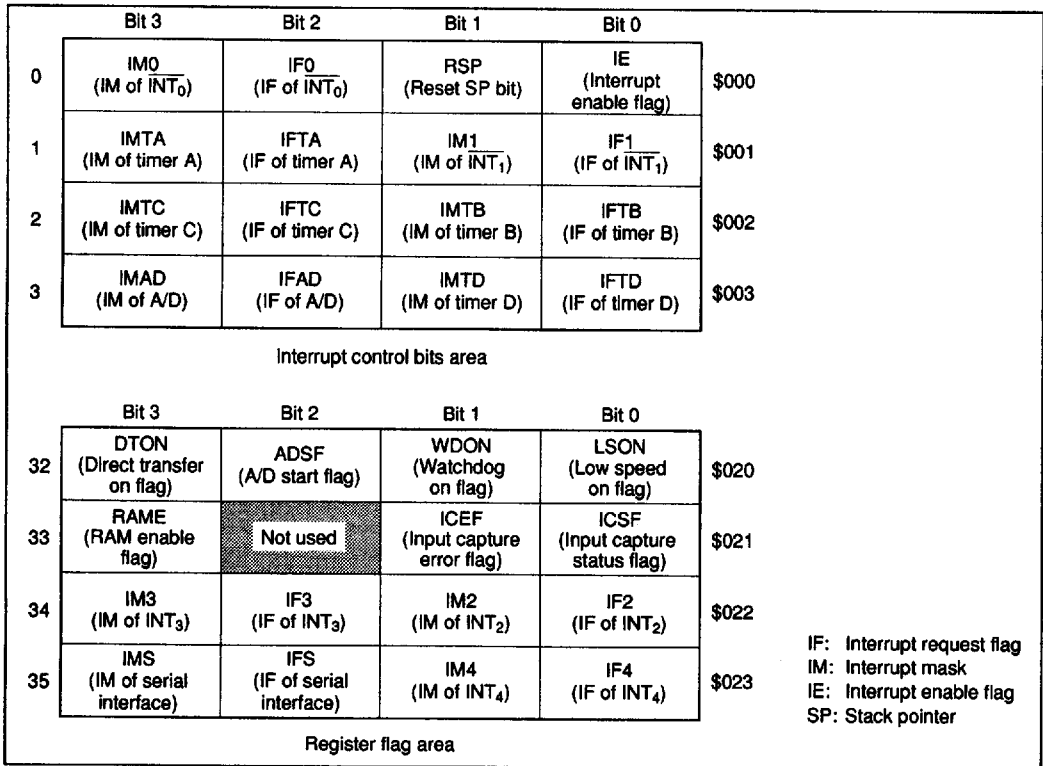 Bit 3 Bit 2 Bit 1 Bit 0
0 IM0 (IM of INT̅₀) IF0 (IF of INT̅₀) RSP (Reset SP bit) IE (Interrupt enable flag) $000
1 IMTA (IM of timer A) IFTA (IF of timer A) IM1 (IM of INT̅₁) IF1 (IF of INT̅₁) $001
2 IMTC (IM of timer C) IFTC (IF of timer C) IMTB (IM of timer B) IFTB (IF of timer B) $002
3 IMAD (IM of A/D) IFAD (IF of A/D) IMTD (IM of timer D) IFTD (IF of timer D) $003
Interrupt control bits area
Bit 3 Bit 2 Bit 1 Bit 0
32 DTON (Direct transfer on flag) ADSF (A/D start flag) WDON (Watchdog on flag) LSON (Low speed on flag) $020
33 RAME (RAM enable flag) Not used ICEF (Input capture error flag) ICSF (Input capture status flag) $021
34 IM3 (IM of INT₃) IF3 (IF of INT₃) IM2 (IM of INT₂) IF2 (IF of INT₂) $022
35 IMS (IM of serial interface) IFS (IF of serial interface) IM4 (IM of INT₄) IF4 (IF of INT₄) $023
Register flag area
IF: Interrupt request flag
IM: Interrupt mask
IE: Interrupt enable flag
SP: Stack pointer